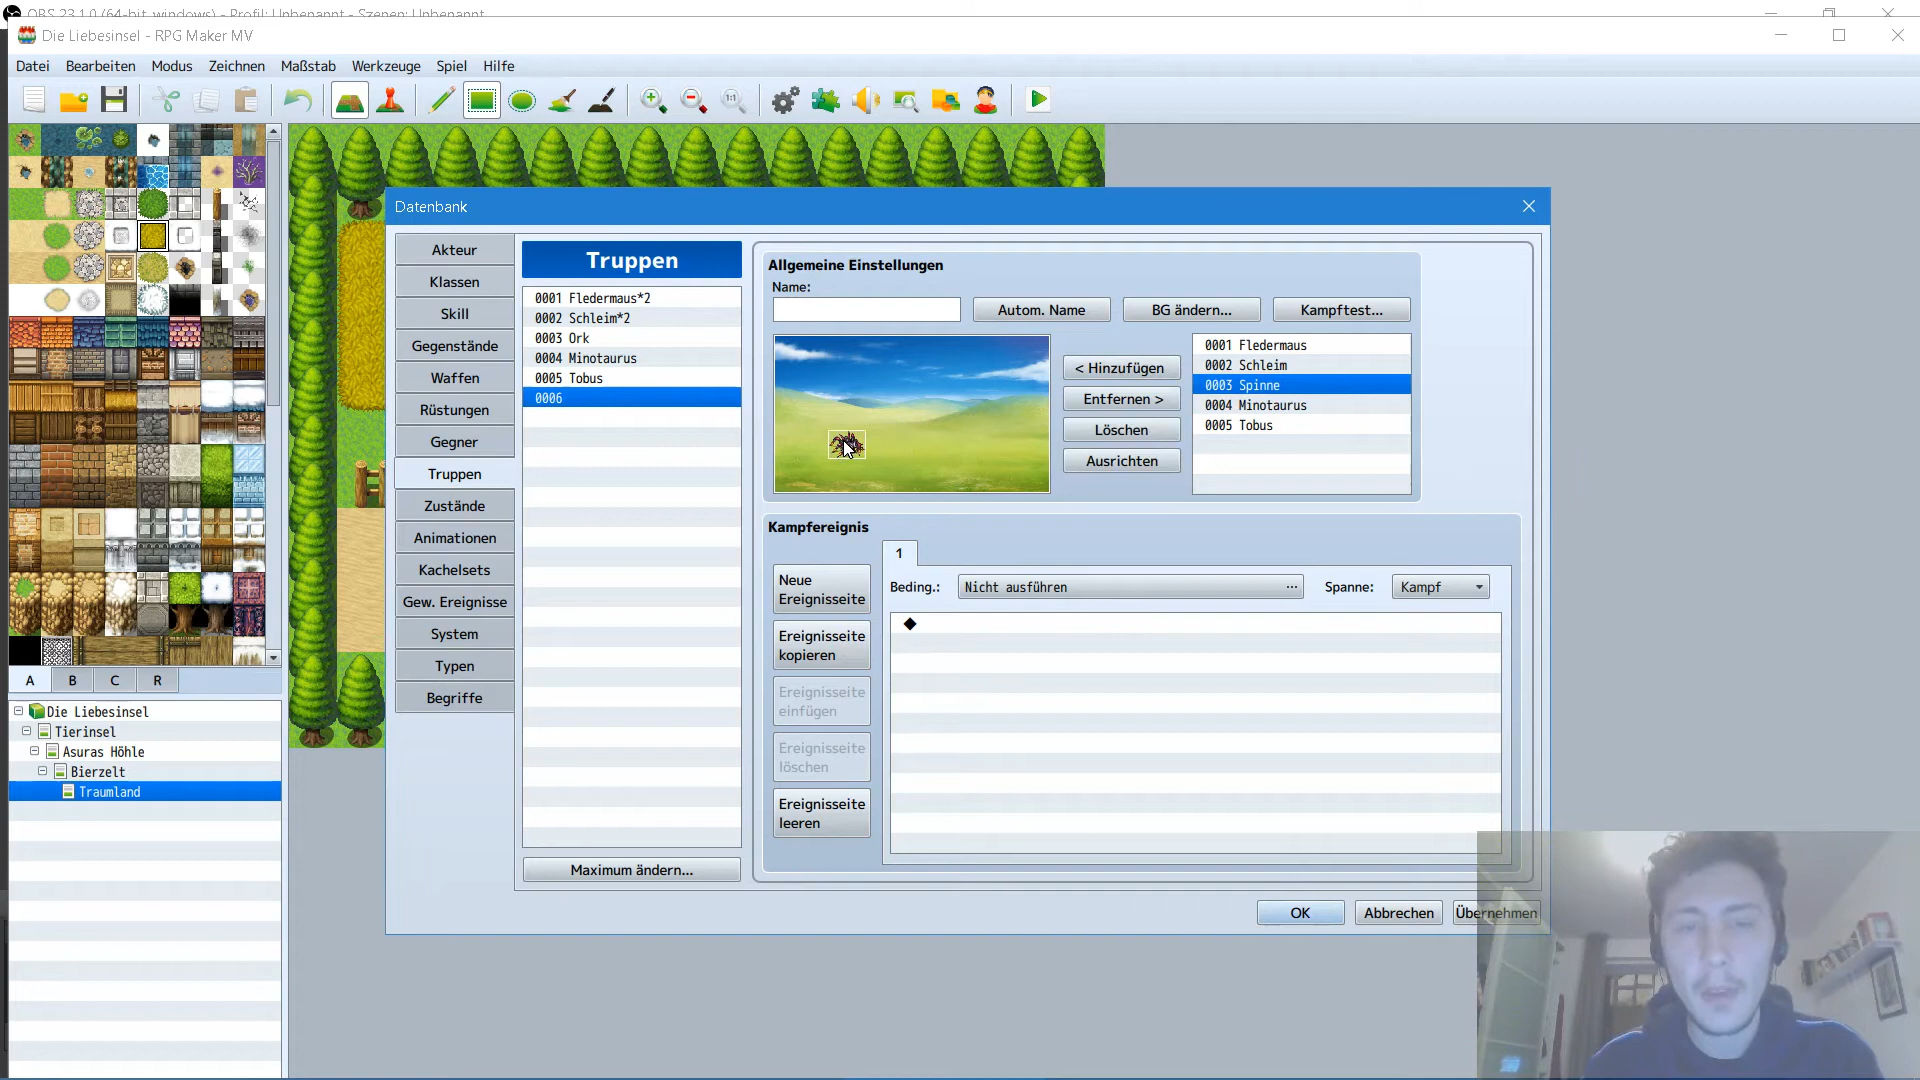 OBS 23.1.0 (64-bit, windows) - Profil: Unbenannt - Szenen: Unbenannt
Die Liebesinsel - RPG Maker MV
Datei Bearbeiten Modus Zeichnen Maßstab Werkzeuge Spiel Hilfe
1:1
Datenbank
Akteur
Klassen
Skill
Gegenstände
Waffen
Rüstungen
Gegner
Truppen
Zustände
Animationen
Kachelsets
Gew. Ereignisse
System
Typen
Begriffe
Truppen
0001 Fledermaus*2
0002 Schleim*2
0003 Ork
0004 Minotaurus
0005 Tobus
0006
Maximum ändern...
Allgemeine Einstellungen
Name:
Autom. Name
BG ändern...
Kampftest...
< Hinzufügen
Entfernen >
Löschen
Ausrichten
0001 Fledermaus
0002 Schleim
0003 Spinne
0004 Minotaurus
0005 Tobus
Kampfereignis
1
Neue
Ereignisseite
Ereignisseite
kopieren
Ereignisseite
einfügen
Ereignisseite
löschen
Ereignisseite
leeren
Beding.: Nicht ausführen ... Spanne: Kampf
OK Abbrechen Übernehmen
A B C R
Die Liebesinsel
Tierinsel
Asuras Höhle
Bierzelt
Traumland